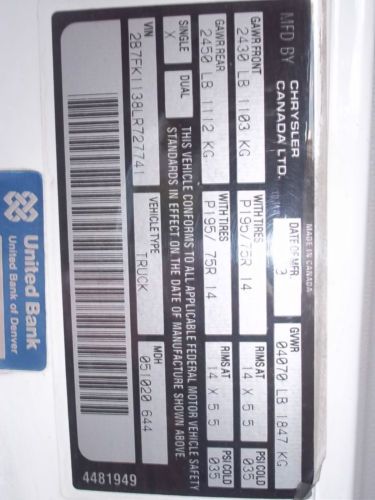 MFD BY CHRYSLER CANADA LTD.
MADE IN CANADA
DATE OF MFR 3
GVWR 04070 LB 1847 KG
GAWR FRONT 2430 LB 1103 KG
WITH TIRES P195/ 75R 14
RIMS AT 14 X 5 5
PSI COLD 035
GAWR REAR 2450 LB 1112 KG
WITH TIRES P195/ 75R 14
RIMS AT 14 X 5 5
PSI COLD 035
SINGLE X DUAL
THIS VEHICLE CONFORMS TO ALL APPLICABLE FEDERAL MOTOR VEHICLE SAFETY
STANDARDS IN EFFECT ON THE DATE OF MANUFACTURE SHOWN ABOVE
VIN 2B7FK1138LR727741
VEHICLE TYPE TRUCK
MDH 051020 644
4481949
United Bank
United Bank of Denver